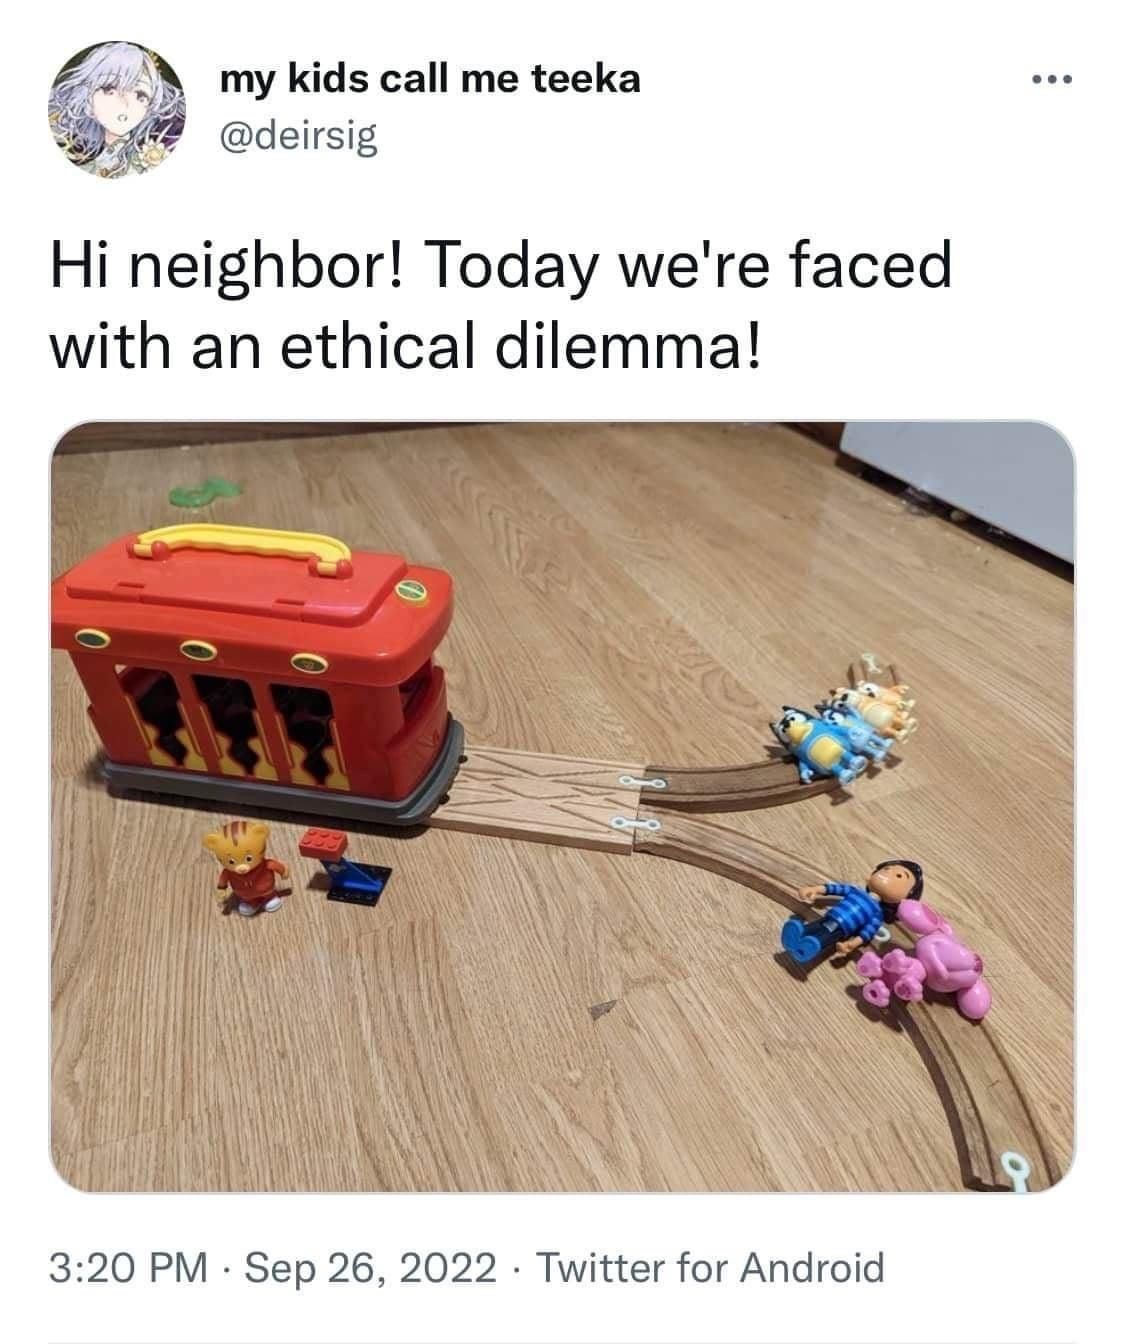 my kids call me teeka
@deirsig
Hi neighbor! Today we're faced
with an ethical dilemma!
3:20 PM · Sep 26, 2022 · Twitter for Android